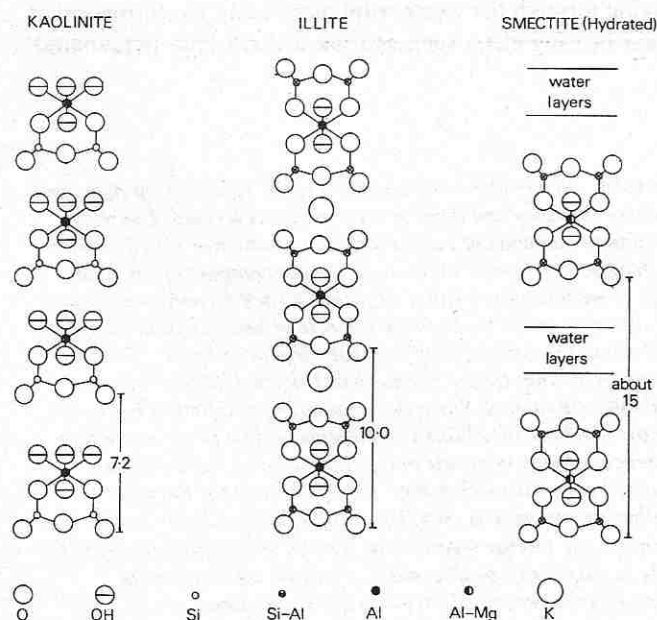 KAOLINITE ILLITE SMECTITE (Hydrated)
water
layers
water
layers
about
15
10·0
7·2
O OH Si Si–Al Al Al–Mg K